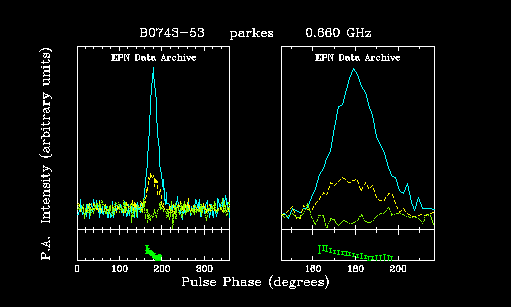 B0743-53 parkes 0.660 GHz
EPN Data Archive EPN Data Archive
P.A. Intensity (arbitrary units)
0 100 200 300 160 180 200
Pulse Phase (degrees)